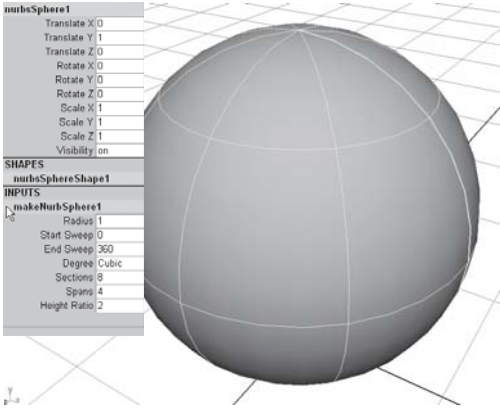 nurbsSphere1
Translate X 0
Translate Y 1
Translate Z 0
Rotate X 0
Rotate Y 0
Rotate Z 0
Scale X 1
Scale Y 1
Scale Z 1
Visibility on
SHAPES
nurbsSphereShape1
INPUTS
makeNurbSphere1
Radius 1
Start Sweep 0
End Sweep 360
Degree Cubic
Sections 8
Spans 4
Height Ratio 2
Y